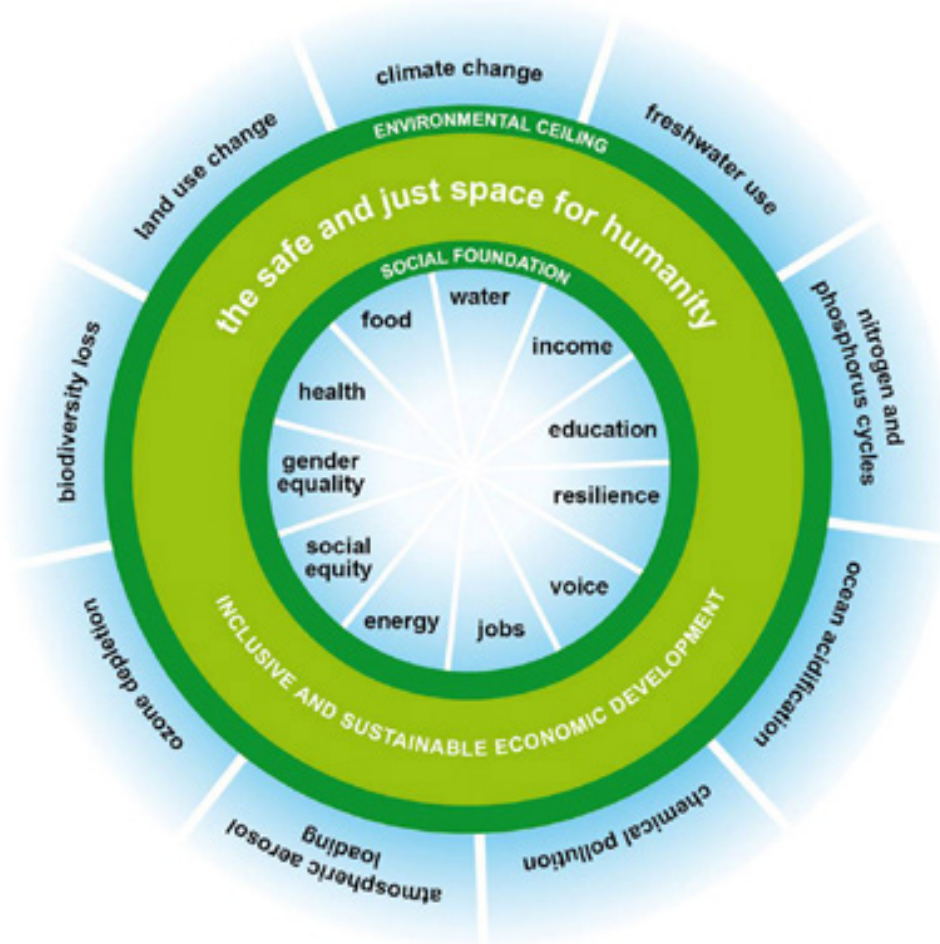 climate change
freshwater use
nitrogen and
phosphorus cycles
ocean acidification
chemical pollution
atmospheric aerosol
loading
ozone depletion
biodiversity loss
land use change
ENVIRONMENTAL CEILING
the safe and just space for humanity
SOCIAL FOUNDATION
water
income
education
resilience
voice
jobs
energy
social
equity
gender
equality
health
food
INCLUSIVE AND SUSTAINABLE ECONOMIC DEVELOPMENT